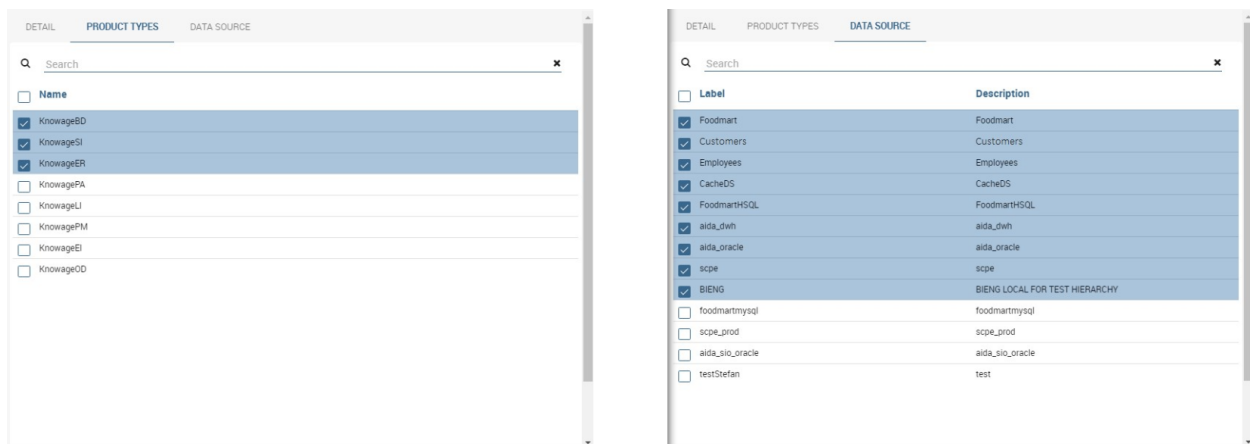 DETAIL PRODUCT TYPES DATA SOURCE
Search
Name
KnowageBD
KnowageSI
KnowageER
KnowagePA
KnowageLI
KnowagePM
KnowageEI
KnowageOD
DETAIL PRODUCT TYPES DATA SOURCE
Search
Label Description
Foodmart Foodmart
Customers Customers
Employees Employees
CacheDS CacheDS
FoodmartHSQL FoodmartHSQL
aida_dwh aida_dwh
aida_oracle aida_oracle
scpe scpe
BIENG BIENG LOCAL FOR TEST HIERARCHY
foodmartmysql foodmartmysql
scpe_prod scpe_prod
aida_sio_oracle aida_sio_oracle
testStefan test